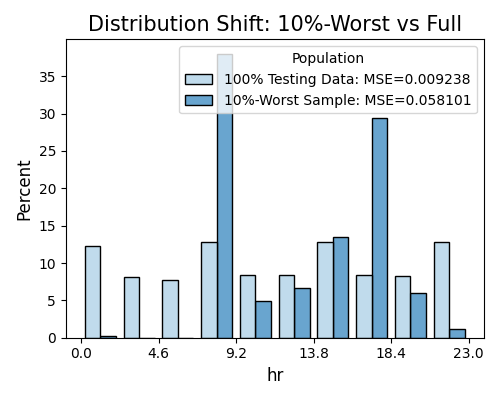 Distribution Shift: 10%-Worst vs Full
Population
100% Testing Data: MSE=0.009238
10%-Worst Sample: MSE=0.058101
Percent
35
30
25
20
15
10
5
0
0.0 4.6 9.2 13.8 18.4 23.0
hr